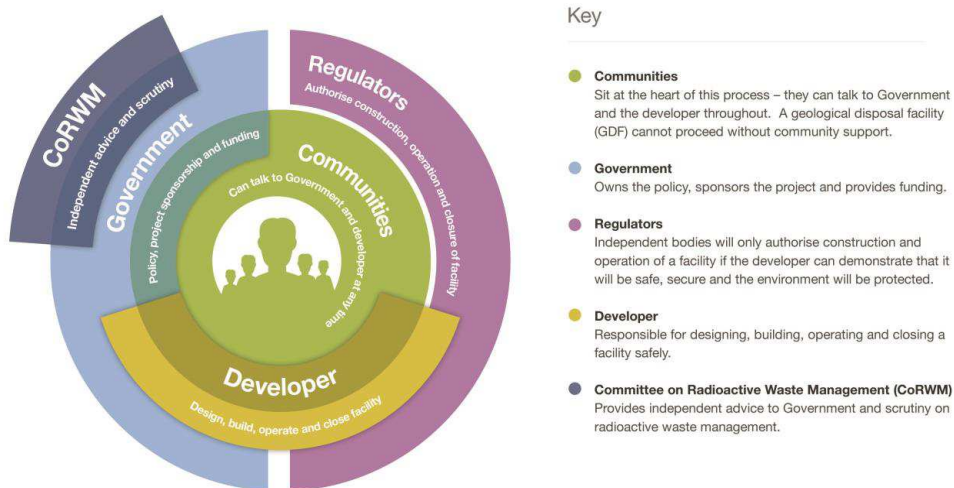 CoRWM
Independent advice and scrutiny
Government
Policy, project sponsorship and funding
Regulators
Authorise construction, operation and closure of facility
Communities
Can talk to Government and developer at any time
Developer
Design, build, operate and close facility
Key
Communities
Sit at the heart of this process – they can talk to Government
and the developer throughout. A geological disposal facility
(GDF) cannot proceed without community support.
Government
Owns the policy, sponsors the project and provides funding.
Regulators
Independent bodies will only authorise construction and
operation of a facility if the developer can demonstrate that it
will be safe, secure and the environment will be protected.
Developer
Responsible for designing, building, operating and closing a
facility safely.
Committee on Radioactive Waste Management (CoRWM)
Provides independent advice to Government and scrutiny on
radioactive waste management.